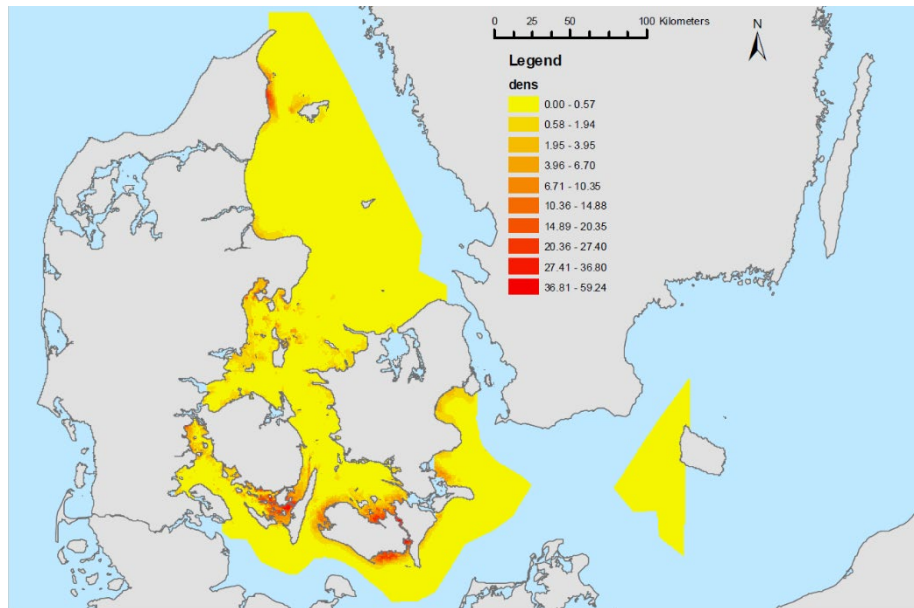 0 25 50 100 Kilometers
N
Legend
dens
0.00 - 0.57
0.58 - 1.94
1.95 - 3.95
3.96 - 6.70
6.71 - 10.35
10.36 - 14.88
14.89 - 20.35
20.36 - 27.40
27.41 - 36.80
36.81 - 59.24